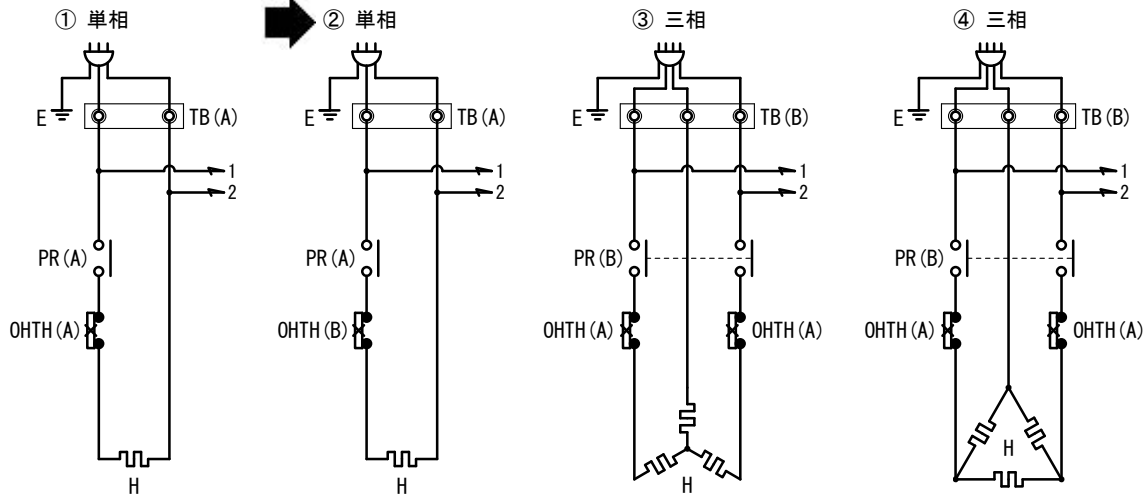 ① 単相
② 単相
③ 三相
④ 三相
E
TB(A)
E
TB(A)
E
TB(B)
E
TB(B)
1
1
1
1
2
2
2
2
PR(A)
PR(A)
PR(B)
PR(B)
OHTH(A)
OHTH(B)
OHTH(A)
OHTH(A)
OHTH(A)
OHTH(A)
H
H
H
H